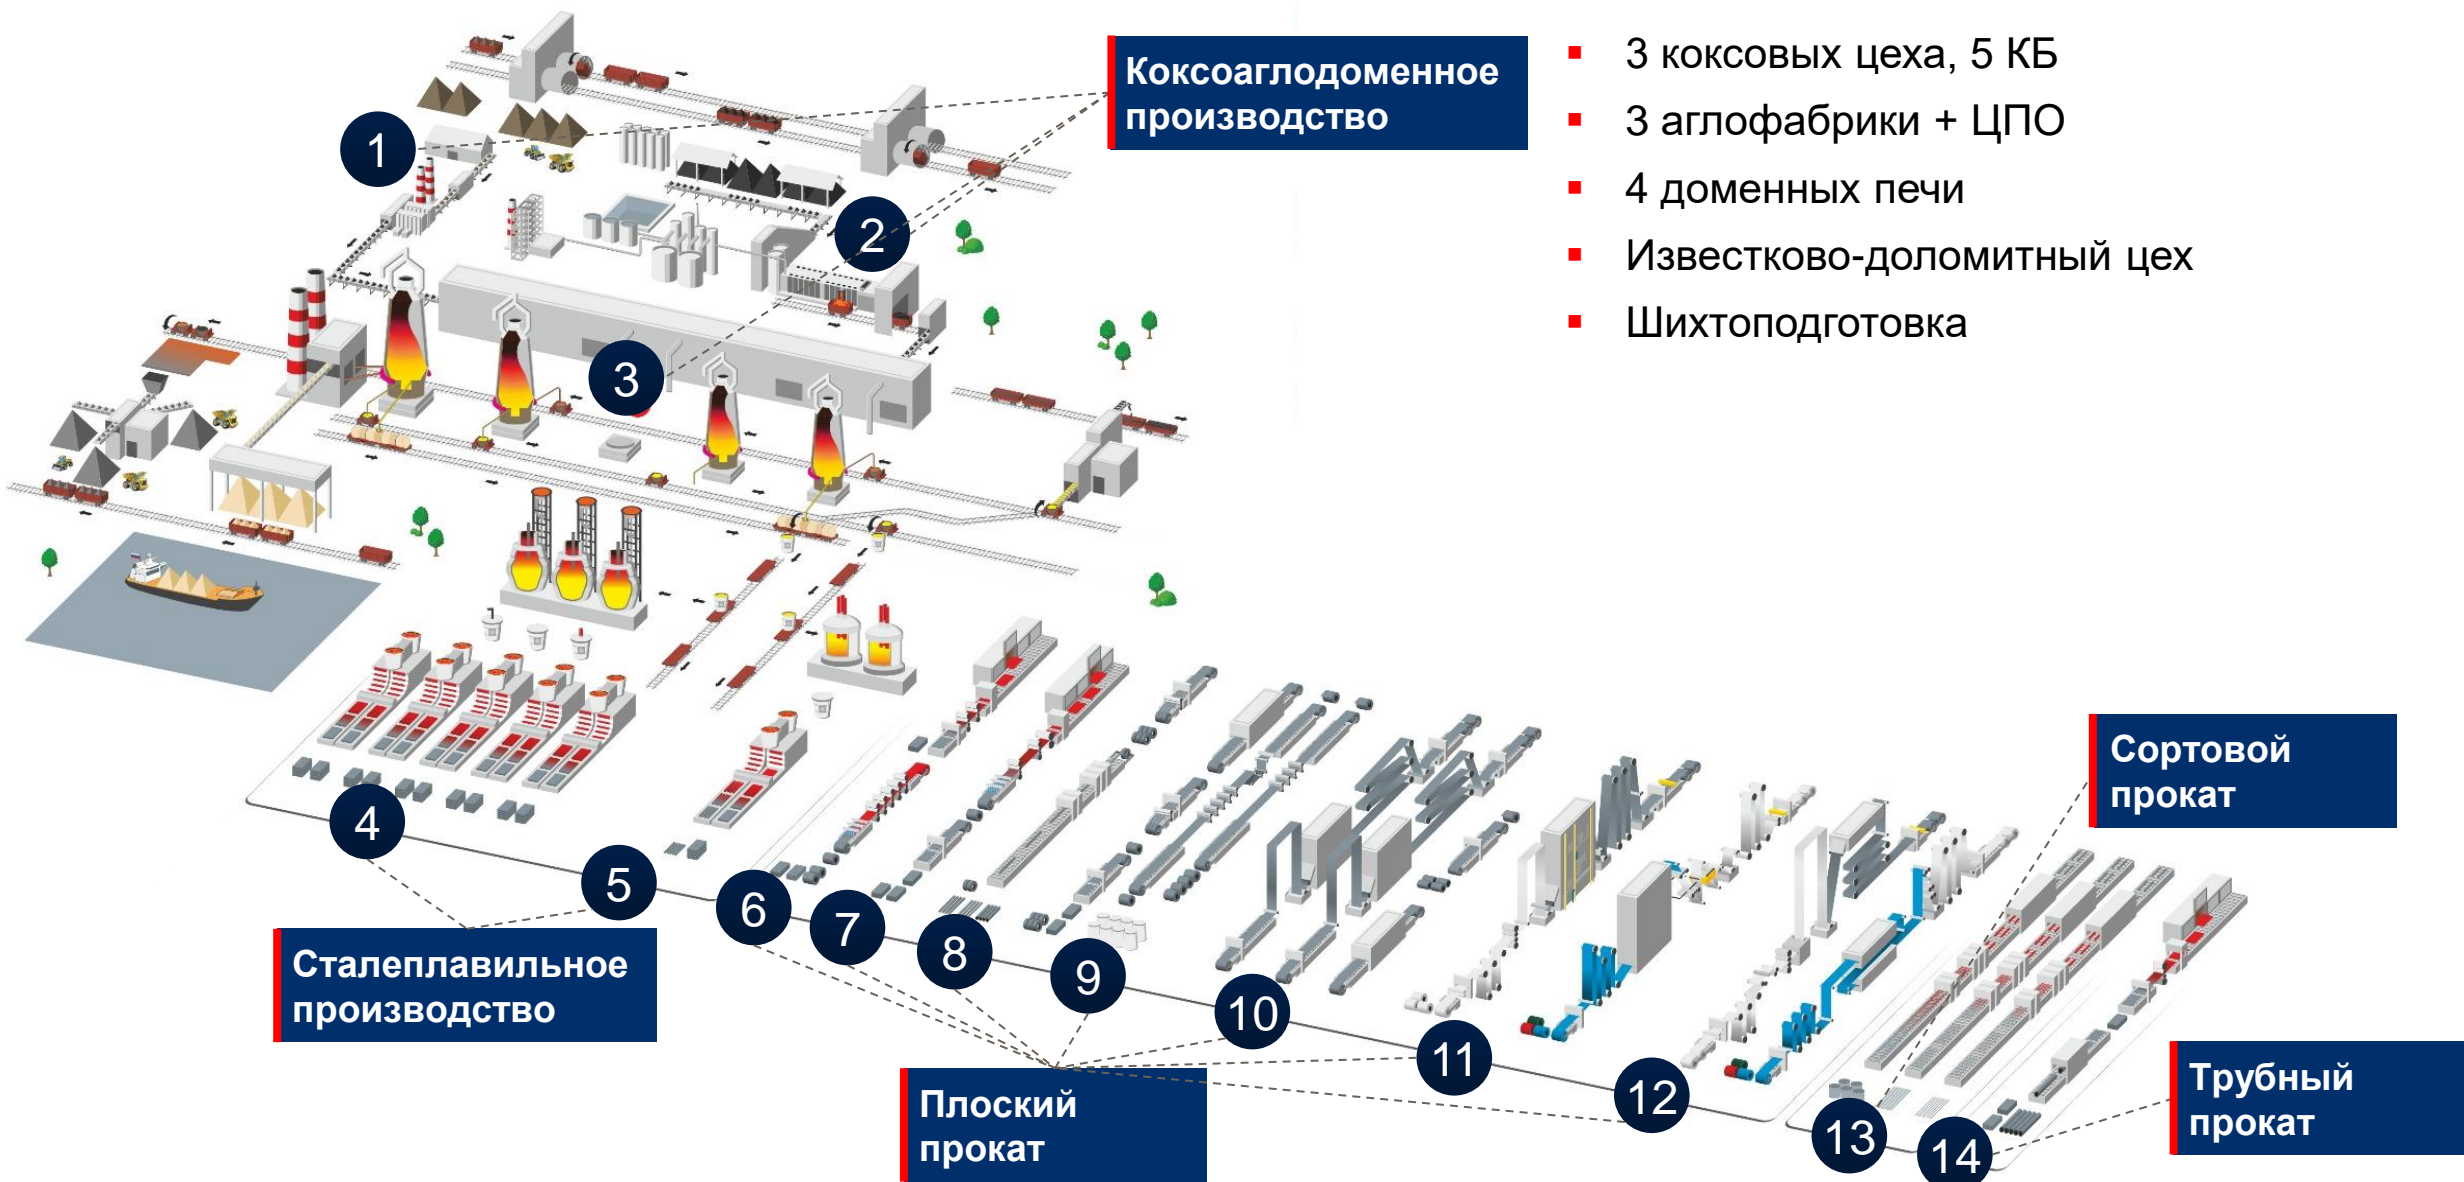 Коксоаглодоменное
производство
3 коксовых цеха, 5 КБ
3 аглофабрики + ЦПО
4 доменных печи
Известково-доломитный цех
Шихтоподготовка
1
2
3
4
5
6
7
8
9
10
11
12
13
14
Сталеплавильное
производство
Плоский
прокат
Сортовой
прокат
Трубный
прокат